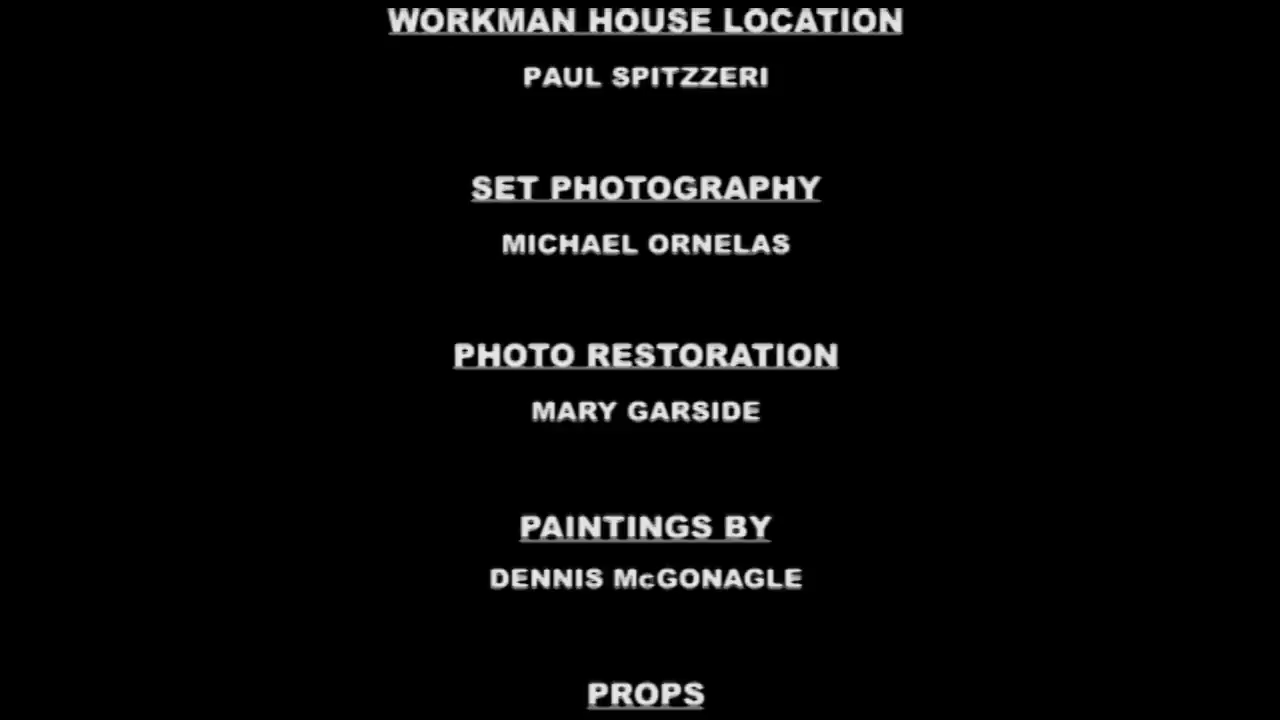 WORKMAN HOUSE LOCATION
PAUL SPITZZERI
SET PHOTOGRAPHY
MICHAEL ORNELAS
PHOTO RESTORATION
MARY GARSIDE
PAINTINGS BY
DENNIS McGONAGLE
PROPS